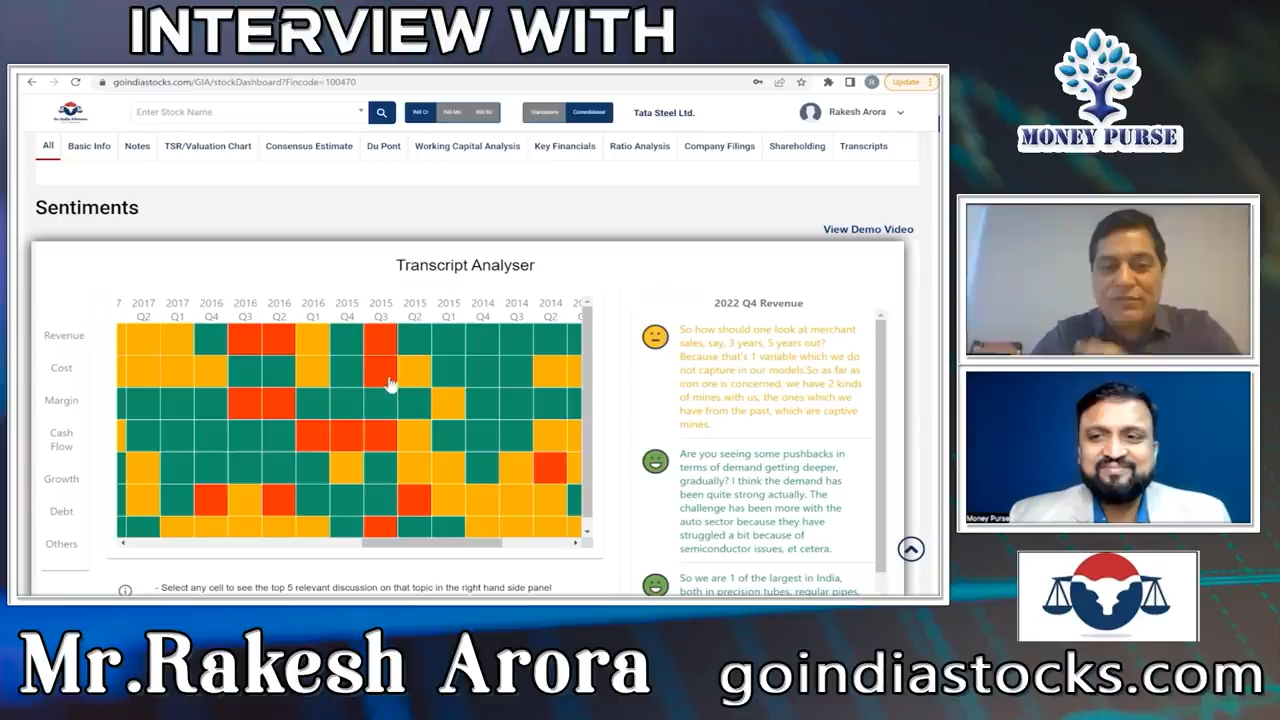 INTERVIEW WITH
goindiastocks.com/GIA/stockDashboard?Fincode=100470
R
Update
Enter Stock Name
INR Cr
Consolidated
Tata Steel Ltd.
Rakesh Arora
All Basic Info Notes TSR/Valuation Chart Consensus Estimate Du Pont Working Capital Analysis Key Financials Ratio Analysis Company Filings Shareholding Transcripts
Sentiments
View Demo Video
Transcript Analyser
7 2017 2017 2016 2016 2016 2016 2015 2015 2015 2015 2014 2014 2014 20
Q2 Q1 Q4 Q3 Q2 Q1 Q4 Q3 Q2 Q1 Q4 Q3 Q2 Q
Revenue
Cost
Margin
Cash
Flow
Growth
Debt
Others
2022 Q4 Revenue
So how should one look at merchant
sales, say, 3 years, 5 years out?
Because that's 1 variable which we do
not capture in our models.So as far as
iron ore is concerned, we have 2 kinds
of mines with us, the ones which we
have from the past, which are captive
mines.
Are you seeing some pushbacks in
terms of demand getting deeper,
gradually? I think the demand has
been quite strong actually. The
challenge has been more with the
auto sector because they have
struggled a bit because of
semiconductor issues, et cetera.
So we are 1 of the largest in India,
both in precision tubes, regular pipes,
- Select any cell to see the top 5 relevant discussion on that topic in the right hand side panel
MONEY PURSE
Money Purse
Mr.Rakesh Arora
goindiastocks.com